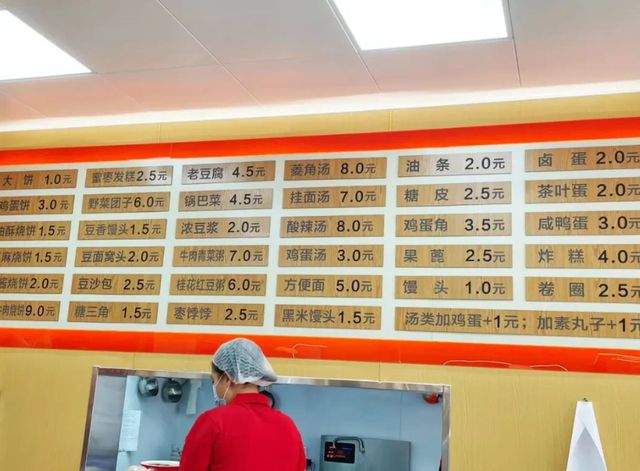 大饼 1.0元
蜜枣发糕 2.5元
老豆腐 4.5元
菱角汤 8.0元
油条 2.0元
卤蛋 2.0元
鸡蛋饼 3.0元
野菜团子 6.0元
锅巴菜 4.5元
挂面汤 7.0元
糖皮 2.5元
茶叶蛋 2.0元
油酥烧饼 1.5元
豆香馒头 1.5元
浓豆浆 2.0元
酸辣汤 8.0元
鸡蛋角 3.5元
咸鸭蛋 3.0元
麻烧饼 1.5元
豆面窝头 2.0元
牛肉青菜粥 7.0元
鸡蛋汤 3.0元
果蓖 2.5元
炸糕 4.0元
酱烧饼 2.0元
豆沙包 2.5元
桂花红豆粥 6.0元
方便面 5.0元
馒头 1.0元
卷圈 2.5元
牛肉烧饼 9.0元
糖三角 1.5元
枣饽饽 2.5元
黑米馒头 1.5元
汤类加鸡蛋+1元；加素丸子+1元